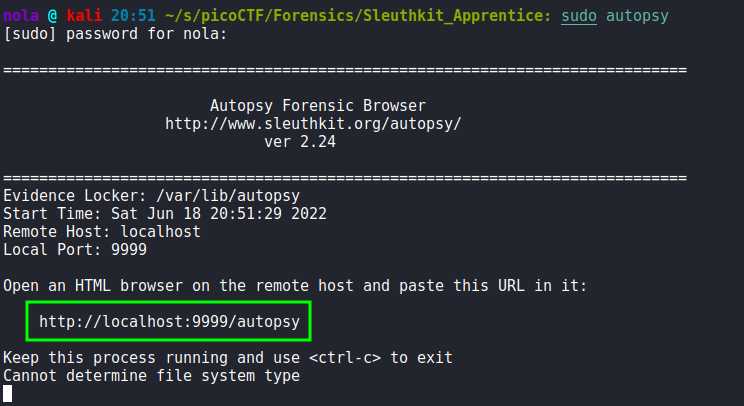 nola @ kali 20:51 ~/s/picoCTF/Forensics/Sleuthkit_Apprentice: sudo autopsy
[sudo] password for nola:
============================================================================
Autopsy Forensic Browser
http://www.sleuthkit.org/autopsy/
ver 2.24
============================================================================
Evidence Locker: /var/lib/autopsy
Start Time: Sat Jun 18 20:51:29 2022
Remote Host: localhost
Local Port: 9999
Open an HTML browser on the remote host and paste this URL in it:
http://localhost:9999/autopsy
Keep this process running and use <ctrl-c> to exit
Cannot determine file system type